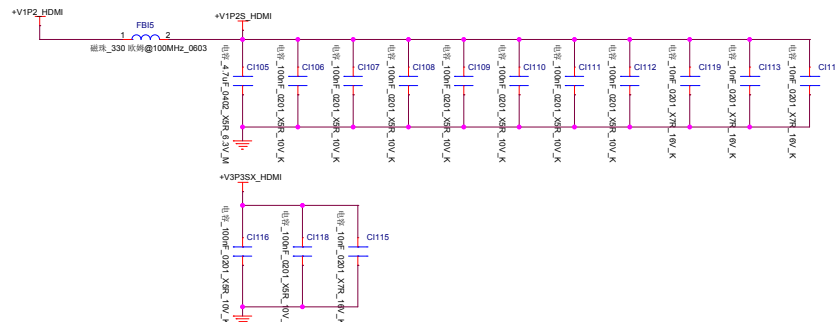 +V1P2_HDMI
FBI5
1 2
磁珠_330 欧姆@100MHz_0603
+V1P2S_HDMI
CI105
电容_4.7uF_0402_X5R_6.3V_M
CI106
电容_100nF_0201_X5R_10V_K
CI107
电容_100nF_0201_X5R_10V_K
CI108
电容_100nF_0201_X5R_10V_K
CI109
电容_100nF_0201_X5R_10V_K
CI110
电容_100nF_0201_X5R_10V_K
CI111
电容_100nF_0201_X5R_10V_K
CI112
电容_100nF_0201_X5R_10V_K
CI119
电容_10nF_0201_X7R_16V_K
CI113
电容_10nF_0201_X7R_16V_K
CI11
电容_10nF_0201_X7R_16V_K
+V3P3SX_HDMI
CI116
电容_100nF_0201_X5R_10V_K
CI118
电容_100nF_0201_X5R_10V_
CI115
电容_10nF_0201_X7R_16V_K